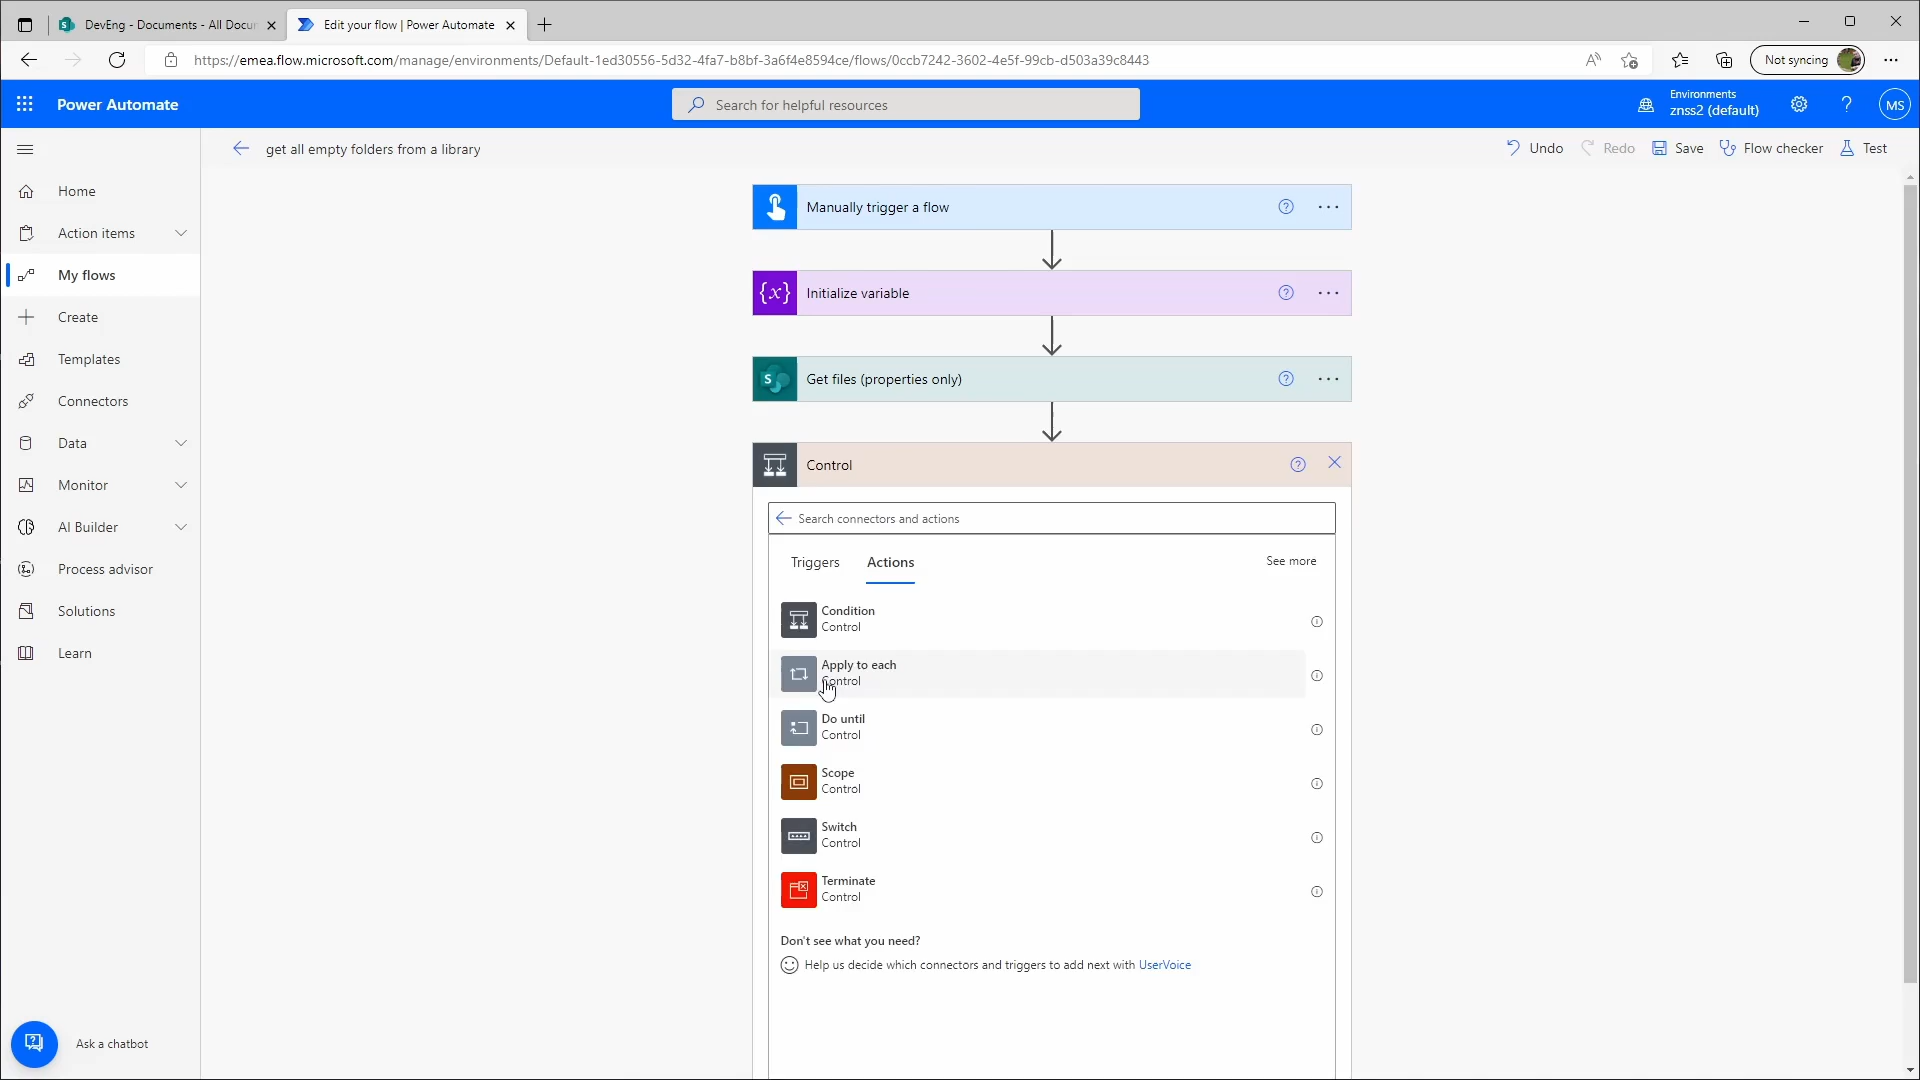 DevEng - Documents - All Docu
Edit your flow | Power Automate
https://emea.flow.microsoft.com/manage/environments/Default-1ed30556-5d32-4fa7-b8bf-3a6f4e8594ce/flows/0ccb7242-3602-4e5f-99cb-d503a39c8443
Not syncing
Power Automate
Search for helpful resources
Environments
znss2 (default)
MS
get all empty folders from a library
Undo
Redo
Save
Flow checker
Test
Home
Action items
My flows
Create
Templates
Connectors
Data
Monitor
AI Builder
Process advisor
Solutions
Learn
Ask a chatbot
Manually trigger a flow
{x} Initialize variable
S Get files (properties only)
Control
Search connectors and actions
Triggers
Actions
See more
Condition
Control
Apply to each
Control
Do until
Control
Scope
Control
Switch
Control
Terminate
Control
Don't see what you need?
Help us decide which connectors and triggers to add next with UserVoice